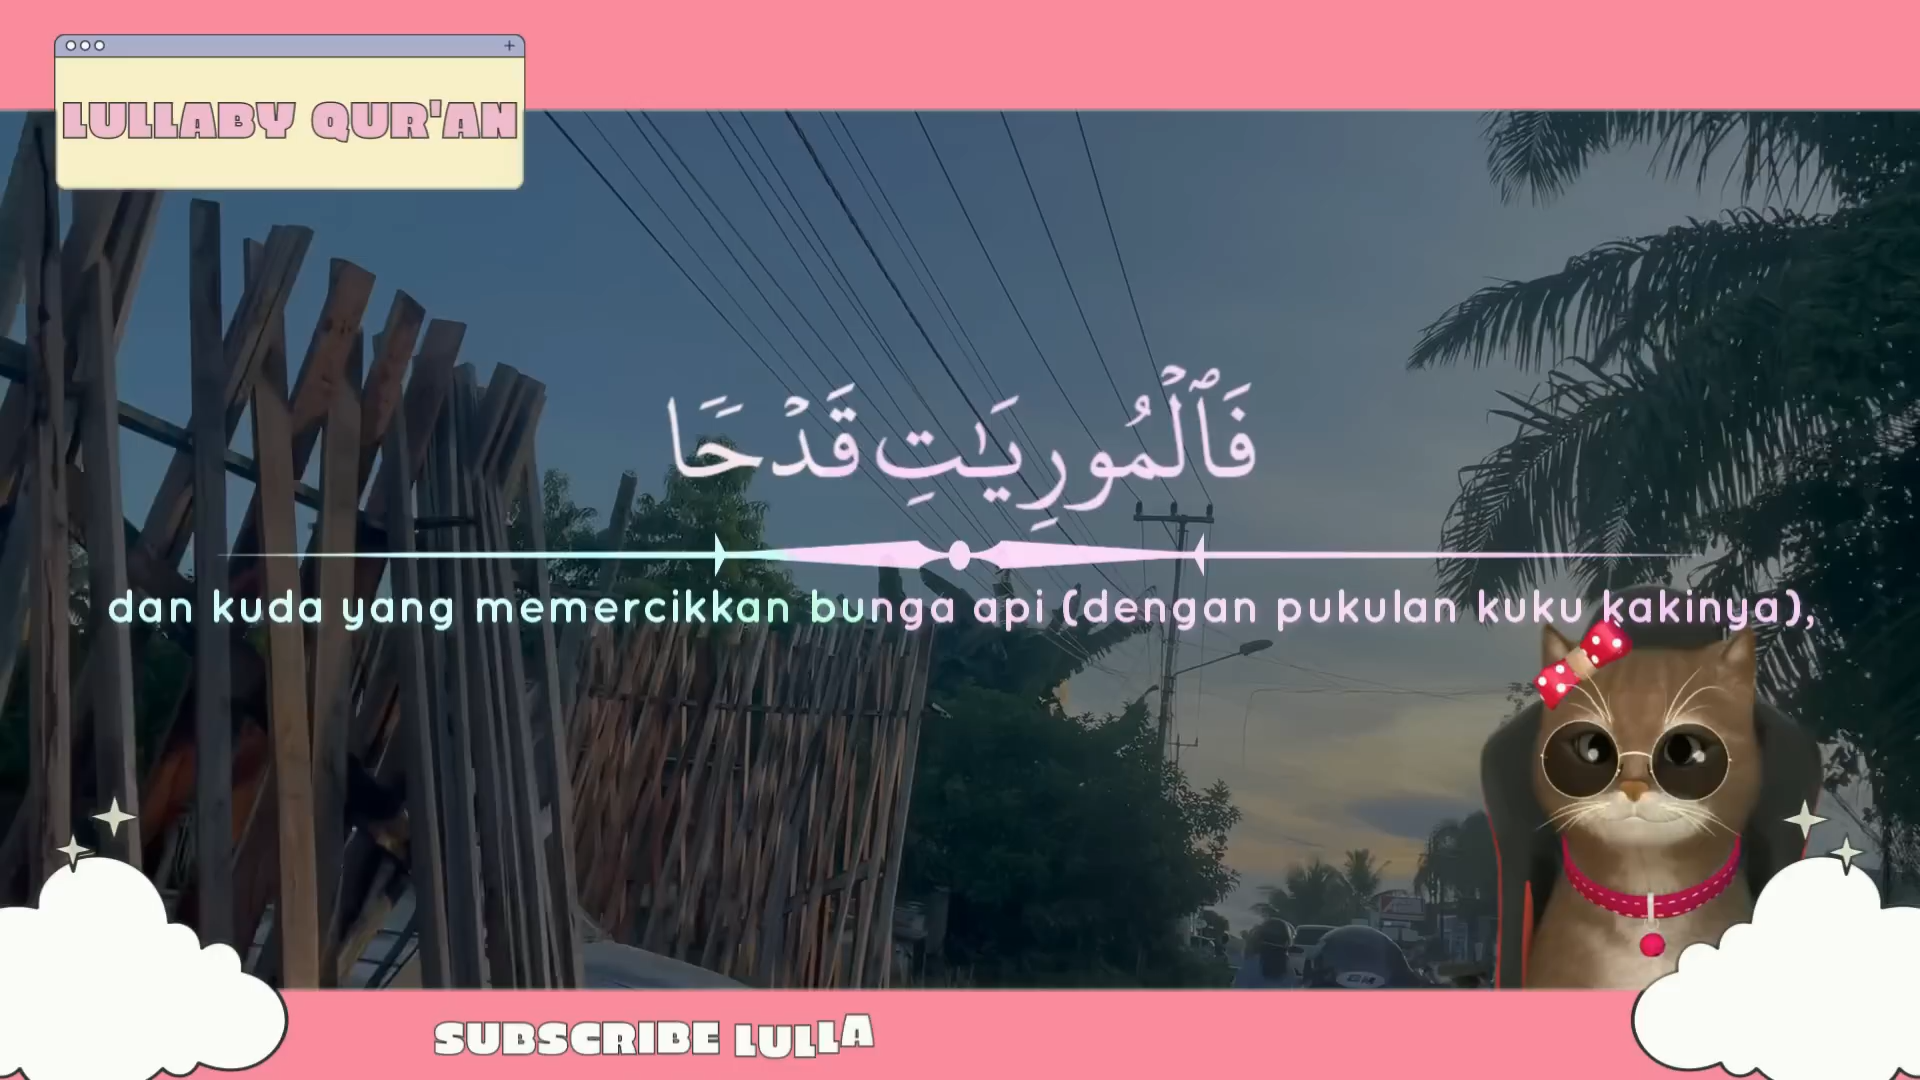 LULLABY QUR'AN
فَٱلْمُورِيَـٰتِ قَدْحًا
dan kuda yang memercikkan bunga api (dengan pukulan kuku kakinya),
SUBSCRIBE LULLA